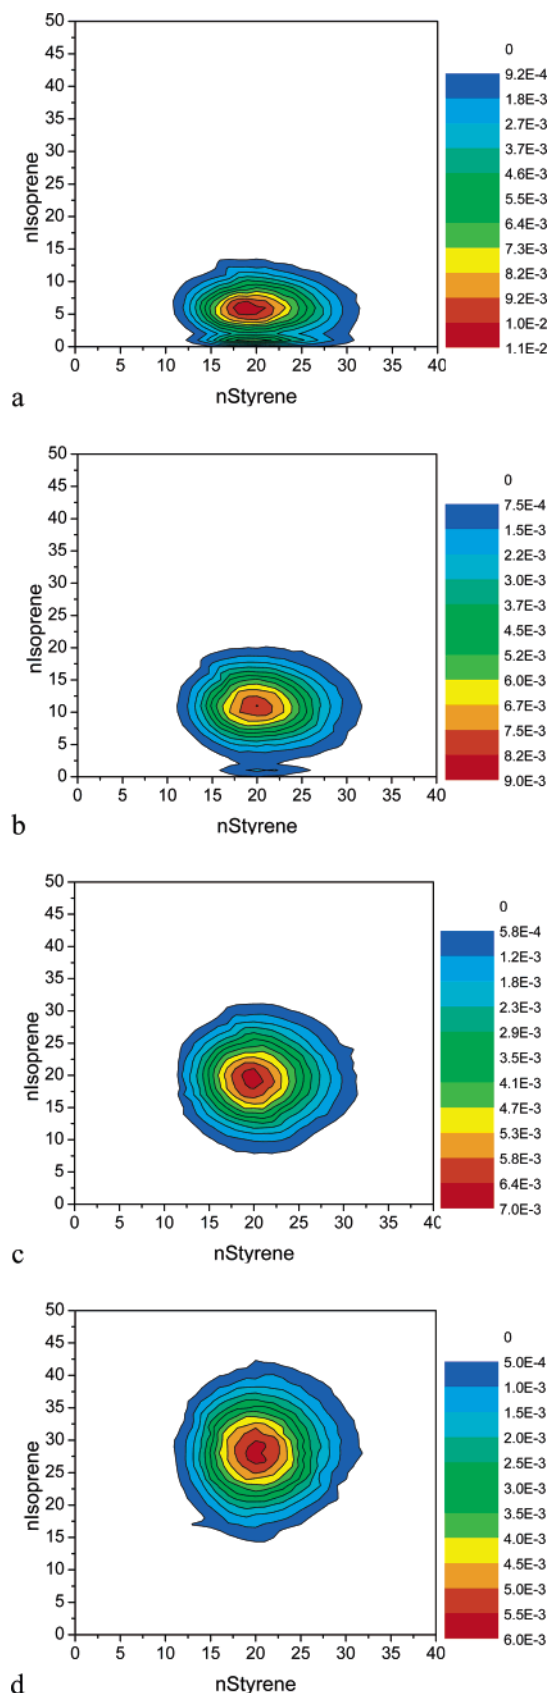 50
45
40
35
30
25
20
15
10
5
0
nIsoprene
0 5 10 15 20 25 30 35 40
nStyrene
0
9.2E-4
1.8E-3
2.7E-3
3.7E-3
4.6E-3
5.5E-3
6.4E-3
7.3E-3
8.2E-3
9.2E-3
1.0E-2
1.1E-2
a
50
45
40
35
30
25
20
15
10
5
0
nIsoprene
0 5 10 15 20 25 30 35 40
nStyrene
0
7.5E-4
1.5E-3
2.2E-3
3.0E-3
3.7E-3
4.5E-3
5.2E-3
6.0E-3
6.7E-3
7.5E-3
8.2E-3
9.0E-3
b
50
45
40
35
30
25
20
15
10
5
0
nIsoprene
0 5 10 15 20 25 30 35 40
nStyrene
0
5.8E-4
1.2E-3
1.8E-3
2.3E-3
2.9E-3
3.5E-3
4.1E-3
4.7E-3
5.3E-3
5.8E-3
6.4E-3
7.0E-3
c
50
45
40
35
30
25
20
15
10
5
0
nIsoprene
0 5 10 15 20 25 30 35 40
nStyrene
0
5.0E-4
1.0E-3
1.5E-3
2.0E-3
2.5E-3
3.0E-3
3.5E-3
4.0E-3
4.5E-3
5.0E-3
5.5E-3
6.0E-3
d